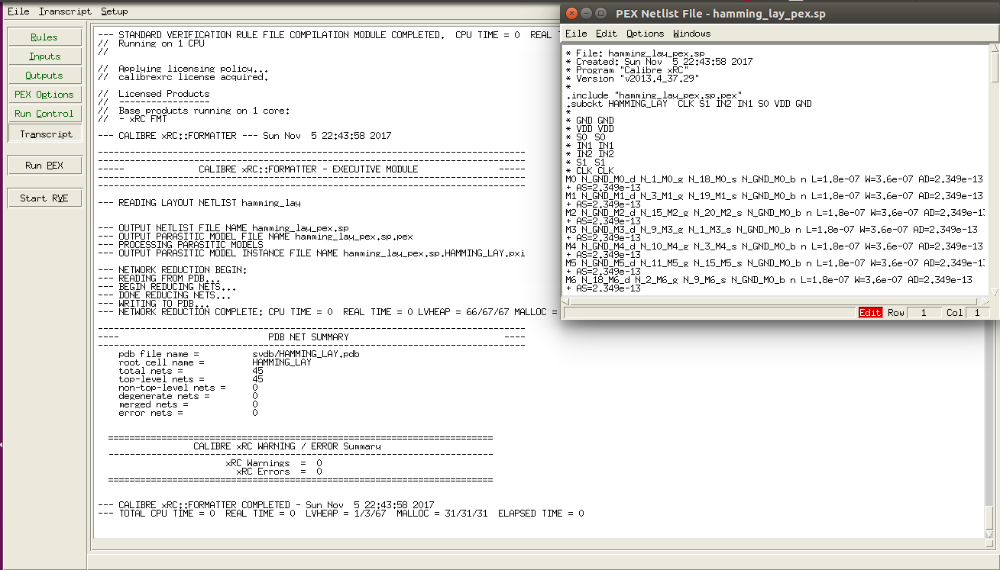 File Transcript Setup
Rules
Inputs
Outputs
PEX Options
Run Control
Transcript
Run PEX
Start RVE
--- STANDARD VERIFICATION RULE FILE COMPILATION MODULE COMPLETED.  CPU TIME = 0  REAL
//  Running on 1 CPU
//
//  Applying licensing policy...
//  calibrexrc license acquired.
//  Licensed Products
//  -----------------
//  Base products running on 1 core:
//  - xRC FMT
--- CALIBRE xRC::FORMATTER --- Sun Nov  5 22:43:58 2017
--------------------------------------------------------------------------------
--------------------------------------------------------------------------------
-----              CALIBRE xRC::FORMATTER - EXECUTIVE MODULE               -----
--------------------------------------------------------------------------------
--------------------------------------------------------------------------------
--- READING LAYOUT NETLIST hamming_lay
--- OUTPUT NETLIST FILE NAME hamming_lay_pex.sp
--- OUTPUT PARASITIC MODEL FILE NAME hamming_lay_pex.sp.pex
--- PROCESSING PARASITIC MODELS
--- OUTPUT PARASITIC MODEL INSTANCE FILE NAME hamming_lay_pex.sp.HAMMING_LAY.pxi
--- NETWORK REDUCTION BEGIN:
--- READING FROM PDB...
--- BEGIN REDUCING NETS...
--- DONE REDUCING NETS...
--- WRITING TO PDB...
--- NETWORK REDUCTION COMPLETE: CPU TIME = 0  REAL TIME = 0 LVHEAP = 66/67/67 MALLOC =
--------------------------------------------------------------------------------
----                            PDB NET SUMMARY                             ----
--------------------------------------------------------------------------------
pdb file name =          svdb/HAMMING_LAY.pdb
root cell name =         HAMMING_LAY
total nets =             45
top-level nets =         45
non-top-level nets =     0
degenerate nets =        0
merged nets =            0
error nets =             0
========================================================================
CALIBRE xRC WARNING / ERROR Summary
------------------------------------------------------------------------
xRC Warnings  =  0
xRC Errors  =  0
========================================================================
--- CALIBRE xRC::FORMATTER COMPLETED - Sun Nov  5 22:43:58 2017
--- TOTAL CPU TIME = 0  REAL TIME = 0  LVHEAP = 1/3/67  MALLOC = 31/31/31  ELAPSED TIME = 0
PEX Netlist File - hamming_lay_pex.sp
File Edit Options Windows
* File: hamming_lay_pex.sp
* Created: Sun Nov  5 22:43:58 2017
* Program "Calibre xRC"
* Version "v2013.4_37.29"
*
.include "hamming_lay_pex.sp.pex"
.subckt HAMMING_LAY  CLK S1 IN2 IN1 S0 VDD GND
*
* GND GND
* VDD VDD
* S0 S0
* IN1 IN1
* IN2 IN2
* S1 S1
* CLK CLK
M0 N_GND_M0_d N_1_M0_g N_18_M0_s N_GND_M0_b n L=1.8e-07 W=3.6e-07 AD=2.349e-13
+ AS=2.349e-13
M1 N_GND_M1_d N_3_M1_g N_19_M1_s N_GND_M0_b n L=1.8e-07 W=3.6e-07 AD=2.349e-13
+ AS=2.349e-13
M2 N_GND_M2_d N_15_M2_g N_20_M2_s N_GND_M0_b n L=1.8e-07 W=3.6e-07 AD=2.349e-1
+ AS=2.349e-13
M3 N_GND_M3_d N_9_M3_g N_1_M3_s N_GND_M0_b n L=1.8e-07 W=3.6e-07 AD=2.349e-13
+ AS=2.349e-13
M4 N_GND_M4_d N_10_M4_g N_3_M4_s N_GND_M0_b n L=1.8e-07 W=3.6e-07 AD=2.349e-13
+ AS=2.349e-13
M5 N_GND_M5_d N_11_M5_g N_15_M5_s N_GND_M0_b n L=1.8e-07 W=3.6e-07 AD=2.349e-1
+ AS=2.349e-13
M6 N_18_M6_d N_2_M6_g N_9_M6_s N_GND_M0_b n L=1.8e-07 W=3.6e-07 AD=2.349e-13
+ AS=2.349e-13
Edit Row 1 Col 1